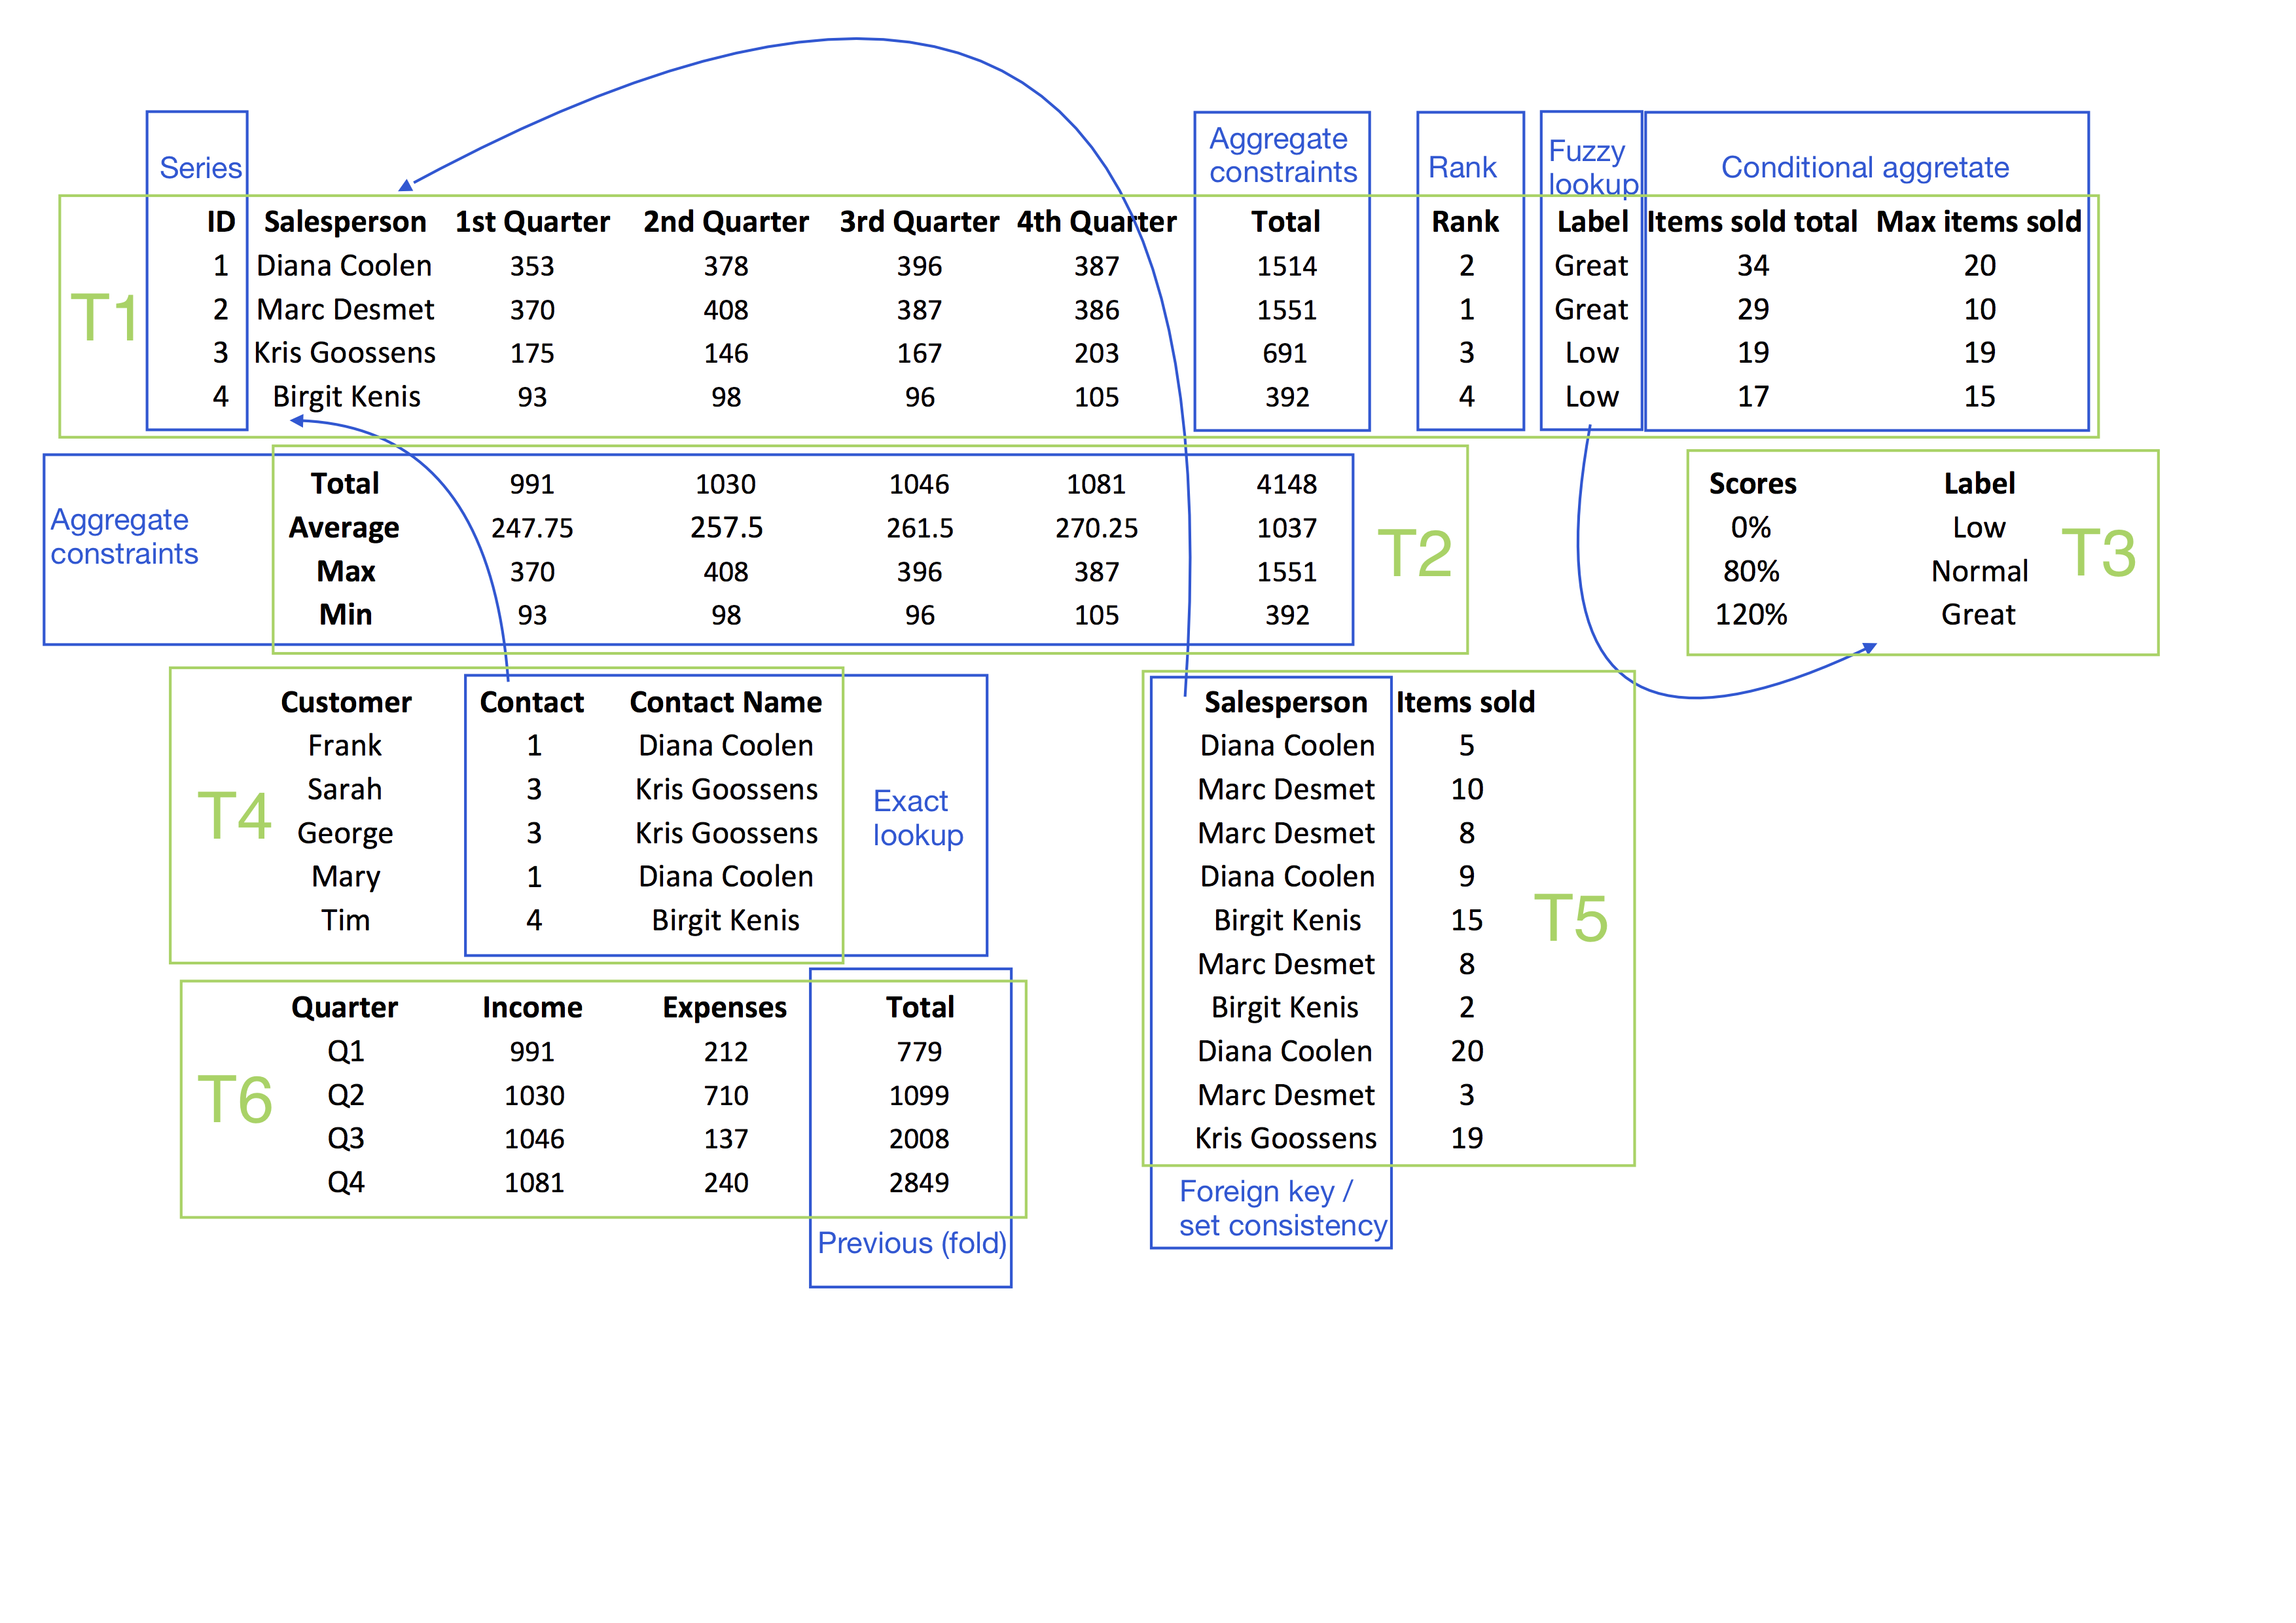 Series
Aggregate
constraints
Rank
Fuzzy
lookup
Conditional aggretate
T1
ID Salesperson 1st Quarter 2nd Quarter 3rd Quarter 4th Quarter Total Rank Label Items sold total Max items sold
1 Diana Coolen 353 378 396 387 1514 2 Great 34 20
2 Marc Desmet 370 408 387 386 1551 1 Great 29 10
3 Kris Goossens 175 146 167 203 691 3 Low 19 19
4 Birgit Kenis 93 98 96 105 392 4 Low 17 15
Aggregate
constraints
Total 991 1030 1046 1081 4148
Average 247.75 257.5 261.5 270.25 1037
Max 370 408 396 387 1551
Min 93 98 96 105 392
T2
Scores Label
0% Low
80% Normal
120% Great
T3
T4
Customer Contact Contact Name
Frank 1 Diana Coolen
Sarah 3 Kris Goossens
George 3 Kris Goossens
Mary 1 Diana Coolen
Tim 4 Birgit Kenis
Exact
lookup
Salesperson Items sold
Diana Coolen 5
Marc Desmet 10
Marc Desmet 8
Diana Coolen 9
Birgit Kenis 15
Marc Desmet 8
Birgit Kenis 2
Diana Coolen 20
Marc Desmet 3
Kris Goossens 19
T5
Foreign key /
set consistency
T6
Quarter Income Expenses Total
Q1 991 212 779
Q2 1030 710 1099
Q3 1046 137 2008
Q4 1081 240 2849
Previous (fold)